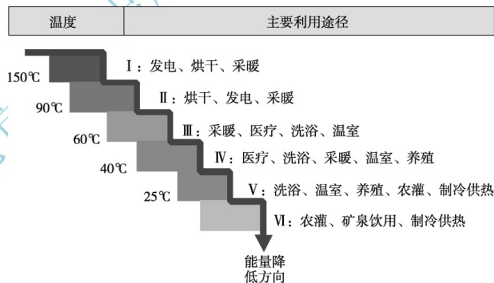 温度 主要利用途径
Ⅰ：发电、烘干、采暖
150℃
Ⅱ：烘干、发电、采暖
90℃
Ⅲ：采暖、医疗、洗浴、温室
60℃
Ⅳ：医疗、洗浴、采暖、温室、养殖
40℃
Ⅴ：洗浴、温室、养殖、农灌、制冷供热
25℃
Ⅵ：农灌、矿泉饮用、制冷供热
能量降
低方向